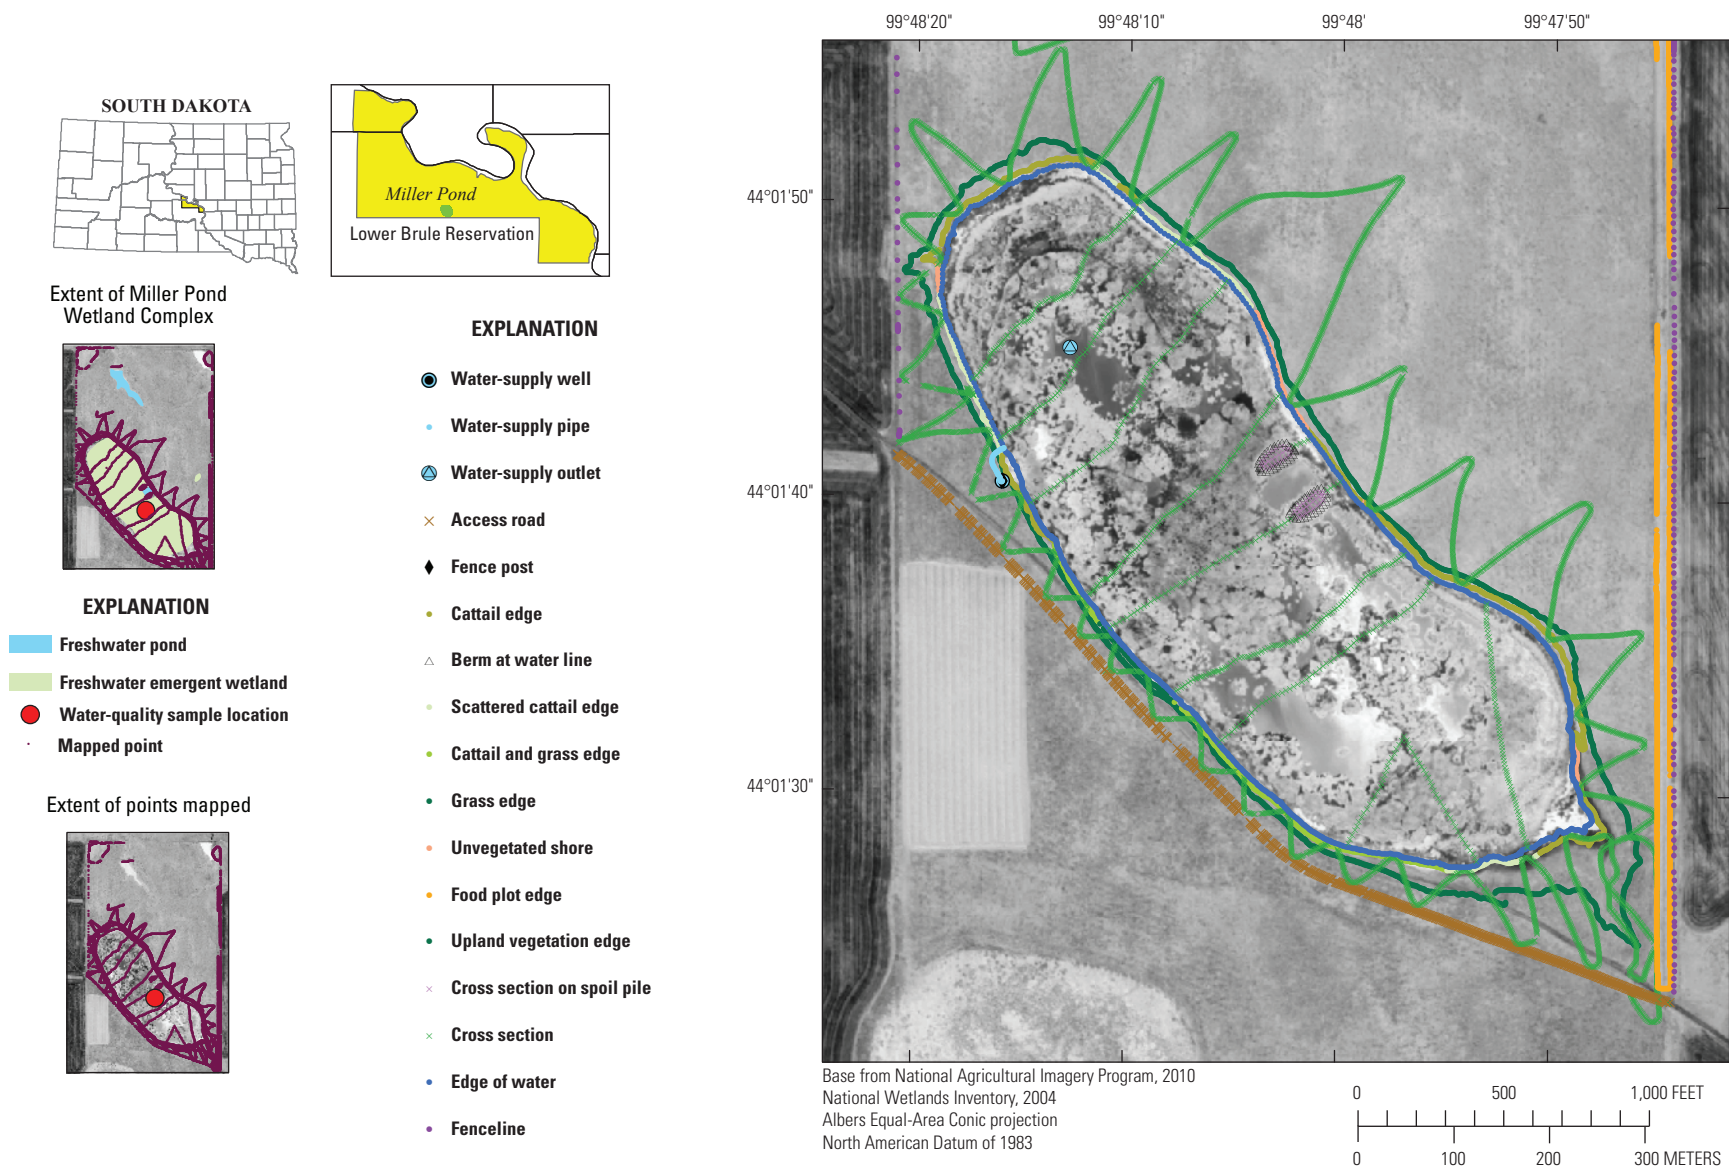 SOUTH DAKOTA
Miller Pond
Lower Brule Reservation
Extent of Miller Pond
Wetland Complex
EXPLANATION
Freshwater pond
Freshwater emergent wetland
Water-quality sample location
Mapped point
Extent of points mapped
EXPLANATION
Water-supply well
Water-supply pipe
Water-supply outlet
Access road
Fence post
Cattail edge
Berm at water line
Scattered cattail edge
Cattail and grass edge
Grass edge
Unvegetated shore
Food plot edge
Upland vegetation edge
Cross section on spoil pile
Cross section
Edge of water
Fenceline
99°48'20" 99°48'10" 99°48' 99°47'50"
44°01'50"
44°01'40"
44°01'30"
Base from National Agricultural Imagery Program, 2010
National Wetlands Inventory, 2004
Albers Equal-Area Conic projection
North American Datum of 1983
0 500 1,000 FEET
0 100 200 300 METERS